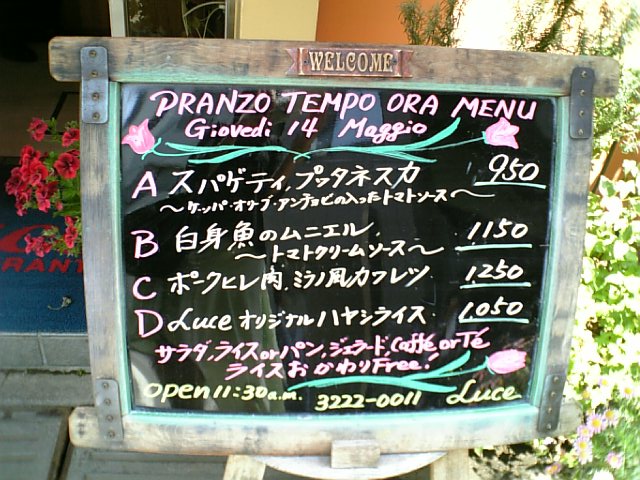 WELCOME
PRANZO TEMPO ORA MENU
Giovedi 14 Maggio
A スパゲティ,プッタネスカ 950
〜ケッパ・オリーブ・アンチョビの入ったトマトソース〜
B 白身魚のムニエル, 1150
〜トマトクリームソース〜
C ポークヒレ肉,ミラノ風カツレツ 1250
D Luce オリジナルハヤシライス 1050
サラダ,ライスorパン,ジェラード,Caffé or Té
ライスおかわりFree!
open 11:30a.m. 3222-0011 Luce
RANT